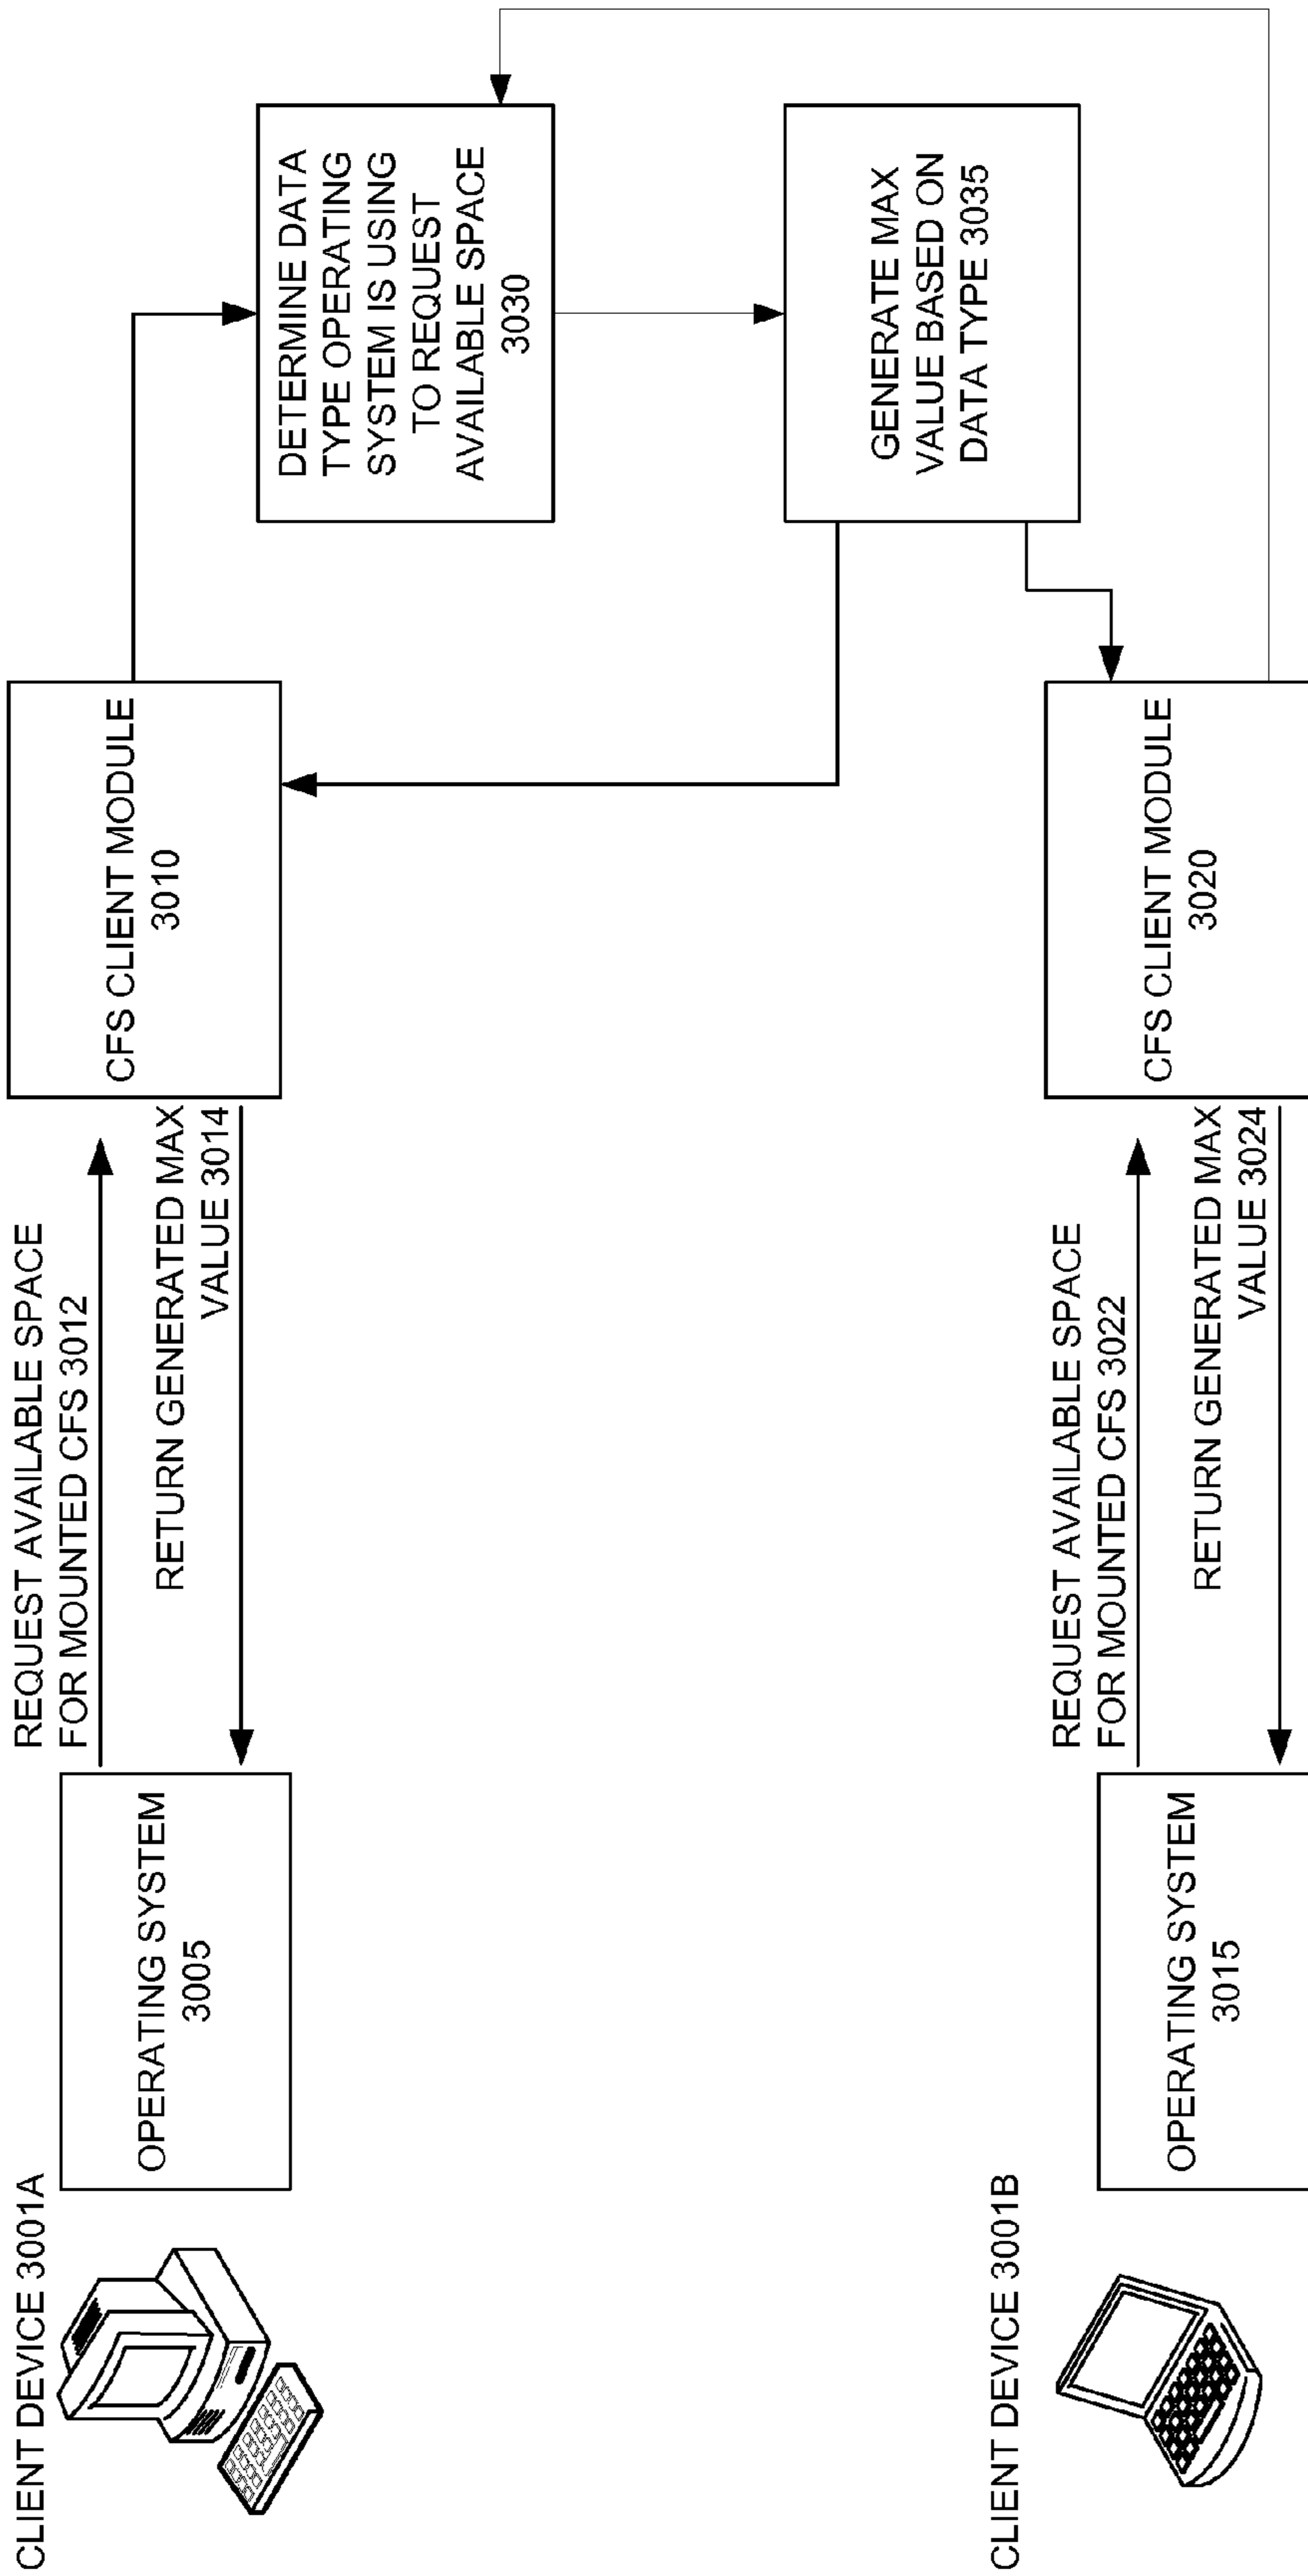 CLIENT DEVICE 3001A
OPERATING SYSTEM
3005
REQUEST AVAILABLE SPACE
FOR MOUNTED CFS 3012
RETURN GENERATED MAX
VALUE 3014
CFS CLIENT MODULE
3010
DETERMINE DATA
TYPE OPERATING
SYSTEM IS USING
TO REQUEST
AVAILABLE SPACE
3030
GENERATE MAX
VALUE BASED ON
DATA TYPE 3035
CLIENT DEVICE 3001B
OPERATING SYSTEM
3015
REQUEST AVAILABLE SPACE
FOR MOUNTED CFS 3022
RETURN GENERATED MAX
VALUE 3024
CFS CLIENT MODULE
3020